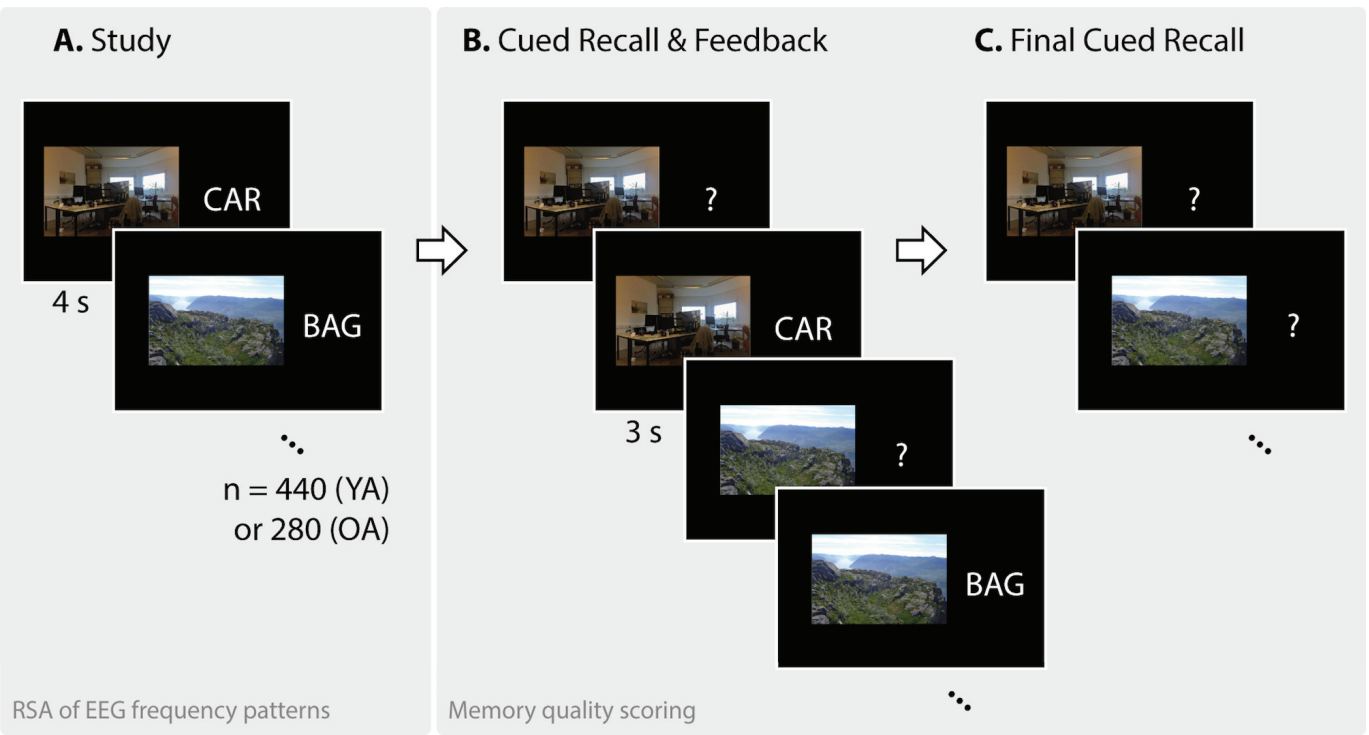 A. Study
CAR
4 s
BAG
n = 440 (YA)
or 280 (OA)
RSA of EEG frequency patterns
B. Cued Recall & Feedback
?
CAR
3 s
?
BAG
Memory quality scoring
C. Final Cued Recall
?
?